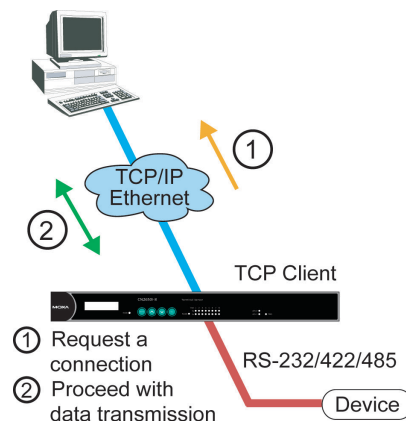 1
TCP/IP
Ethernet
2
TCP Client
MOXA
1 Request a
connection
2 Proceed with
data transmission
RS-232/422/485
Device